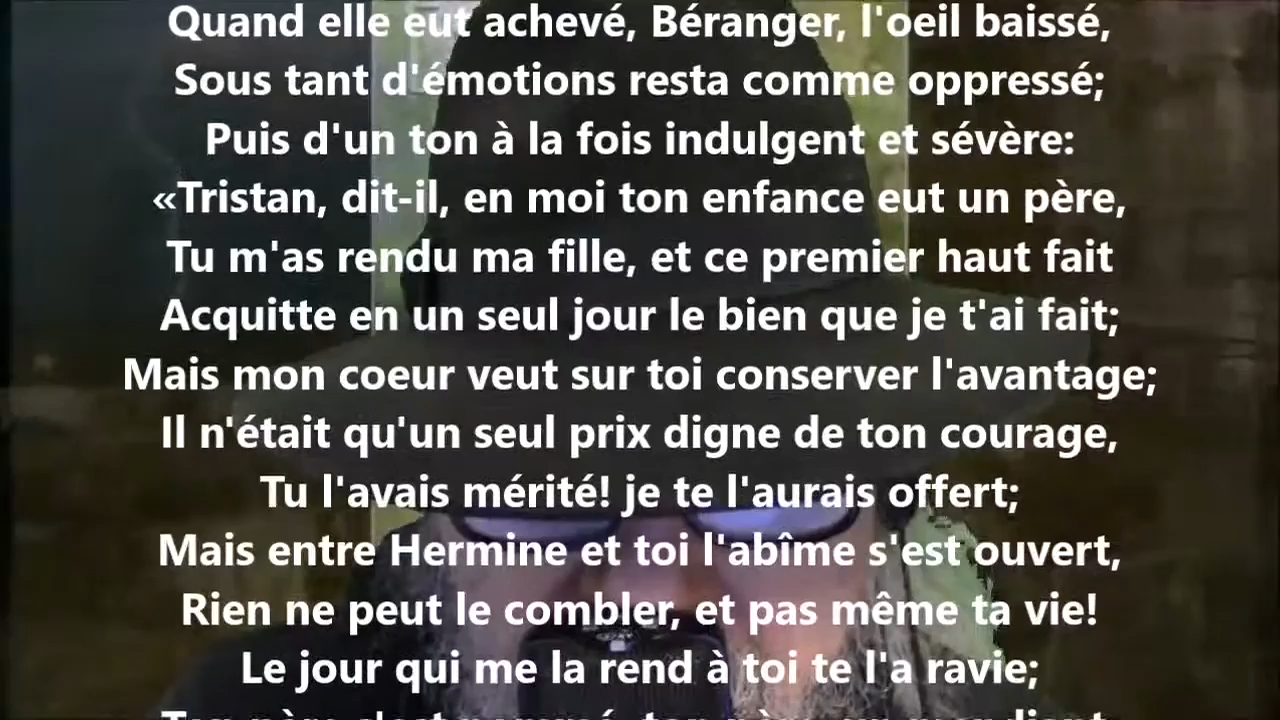 Quand elle eut achevé, Béranger, l'oeil baissé,
Sous tant d'émotions resta comme oppressé;
Puis d'un ton à la fois indulgent et sévère:
«Tristan, dit-il, en moi ton enfance eut un père,
Tu m'as rendu ma fille, et ce premier haut fait
Acquitte en un seul jour le bien que je t'ai fait;
Mais mon coeur veut sur toi conserver l'avantage;
Il n'était qu'un seul prix digne de ton courage,
Tu l'avais mérité! je te l'aurais offert;
Mais entre Hermine et toi l'abîme s'est ouvert,
Rien ne peut le combler, et pas même ta vie!
Le jour qui me la rend à toi te l'a ravie;